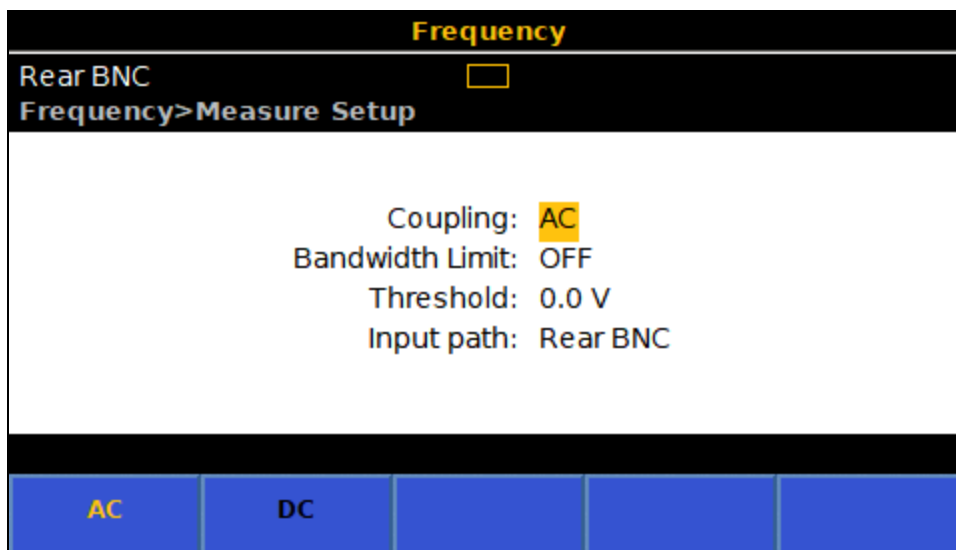 Frequency
Rear BNC
Frequency>Measure Setup
Coupling: AC
Bandwidth Limit: OFF
Threshold: 0.0 V
Input path: Rear BNC
AC DC